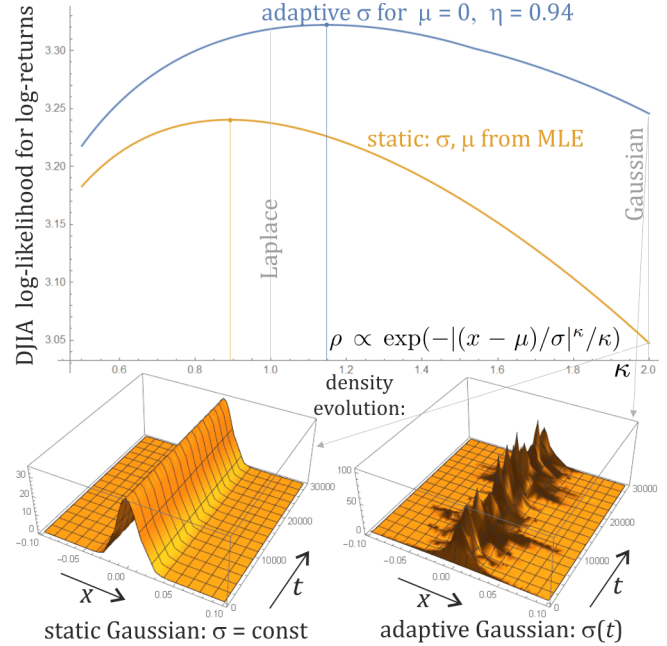 adaptive σ for μ = 0, η = 0.94
DJIA log-likelihood for log-returns
3.30
3.25
3.20
3.15
3.10
3.05
static: σ, μ from MLE
Laplace
Gaussian
ρ ∝ exp(−|(x − μ)/σ|^κ/κ)
0.6
0.8
1.0
1.2
1.4
1.6
1.8
2.0
κ
density
evolution:
30
20
10
0
−0.10
−0.05
0.00
0.05
0.10
0
10000
20000
30000
x
t
static Gaussian: σ = const
100
50
0
−0.10
−0.05
0.00
0.05
0.10
0
10000
20000
30000
x
t
adaptive Gaussian: σ(t)